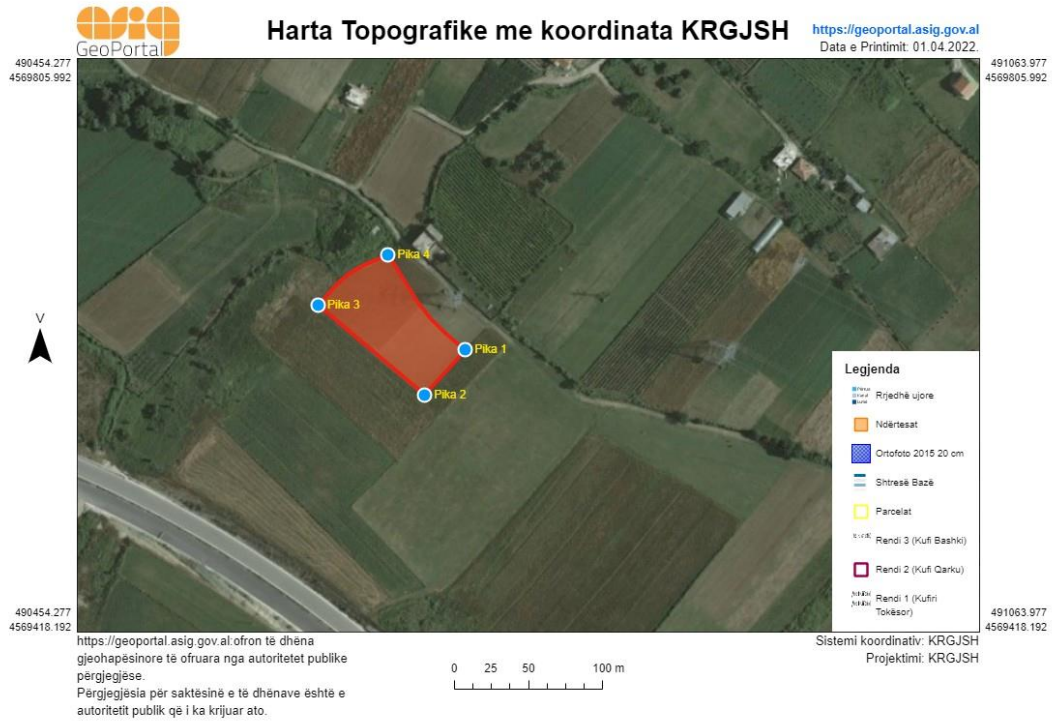 asig
GeoPortal
Harta Topografike me koordinata KRGJSH
https://geoportal.asig.gov.al
Data e Printimit: 01.04.2022.
490454.277
4569805.992
491063.977
4569805.992
Pika 4
Pika 3
Pika 1
Pika 2
V
Legjenda
Rrjedhë ujore
Ndërtesat
Ortofoto 2015 20 cm
Shtresë Bazë
Parcelat
Rendi 3 (Kufi Bashki)
Rendi 2 (Kufi Qarku)
Rendi 1 (Kufiri
Tokësor)
490454.277
4569418.192
491063.977
4569418.192
https://geoportal.asig.gov.al:ofron të dhëna
gjeohapësinore të ofruara nga autoritetet publike
përgjegjëse.
Përgjegjësia për saktësinë e të dhënave është e
autoritetit publik që i ka krijuar ato.
0 25 50 100 m
Sistemi koordinativ: KRGJSH
Projektimi: KRGJSH